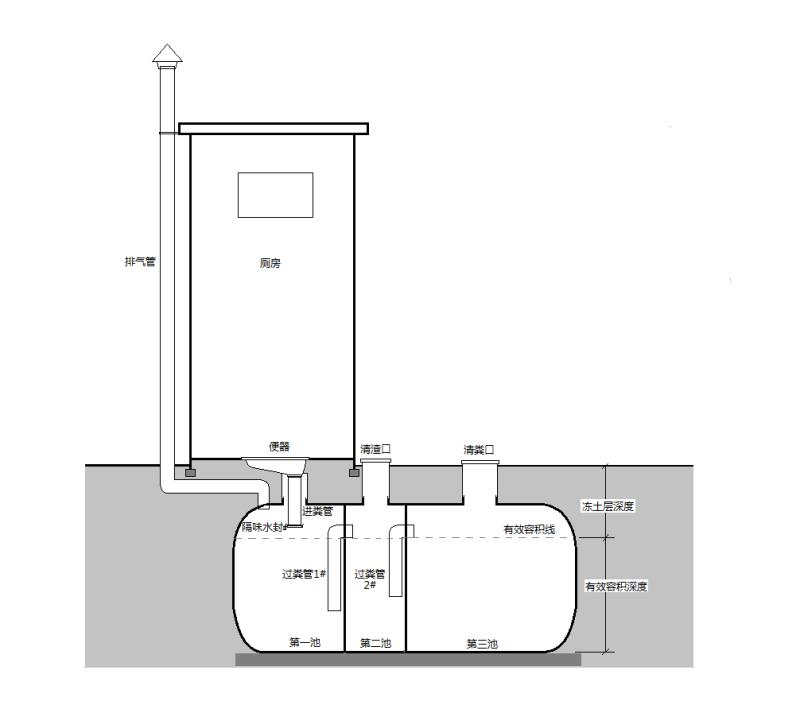 排气管
厕房
便器
清渣口
清粪口
进粪管
冻土层深度
隔味水封
有效容积线
过粪管1#
过粪管
2#
有效容积深度
第一池
第二池
第三池